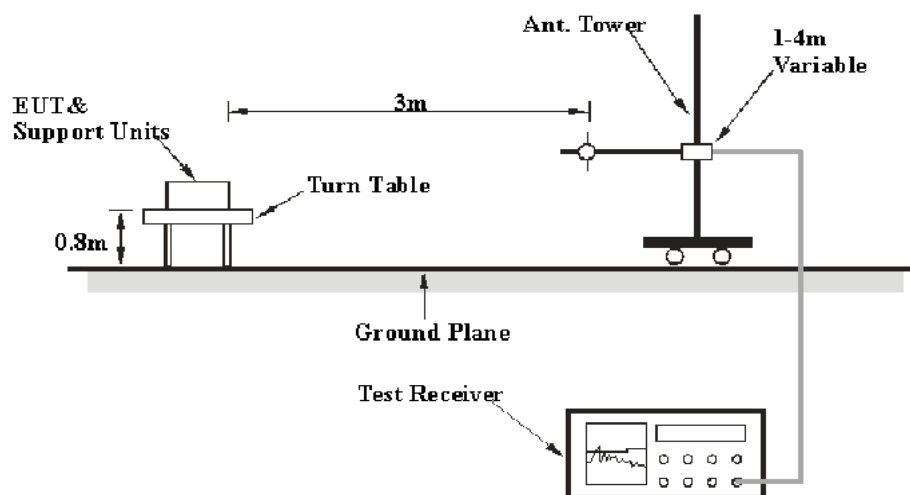 Ant. Tower
1-4m
Variable
3m
EUT&
Support Units
Turn Table
0.8m
Ground Plane
Test Receiver